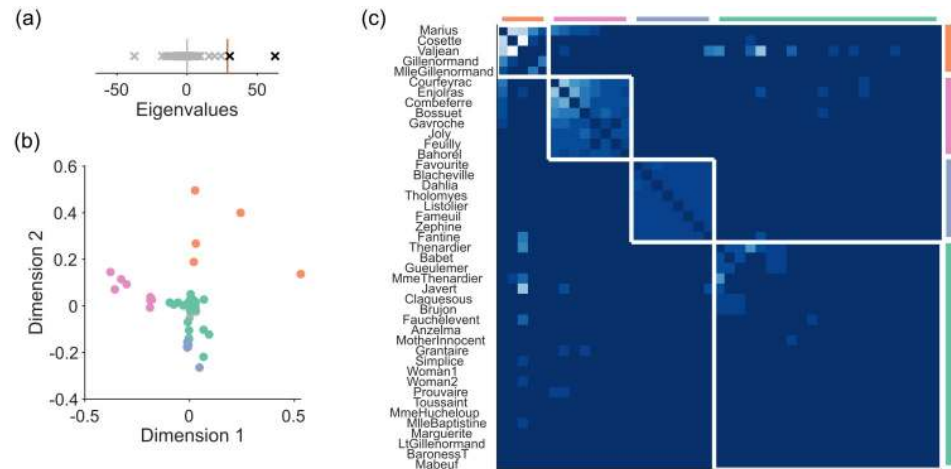 (a)
-50 0 50
Eigenvalues
(b)
0.6
0.4
0.2
0
-0.2
-0.4
Dimension 2
-0.5 0 0.5
Dimension 1
(c)
Marius
Cosette
Valjean
Gillenormand
MlleGillenormand
Courfeyrac
Enjolras
Combeferre
Bossuet
Gavroche
Joly
Feuilly
Bahorel
Favourite
Blacheville
Dahlia
Tholomyes
Listolier
Fameuil
Zephine
Fantine
Thenardier
Babet
Gueulemer
MmeThenardier
Javert
Claquesous
Brujon
Fauchelevent
Anzelma
MotherInnocent
Grantaire
Simplice
Woman1
Woman2
Prouvaire
Toussaint
MmeHucheloup
MlleBaptistine
Marguerite
LtGillenormand
BaronessT
Mabeuf